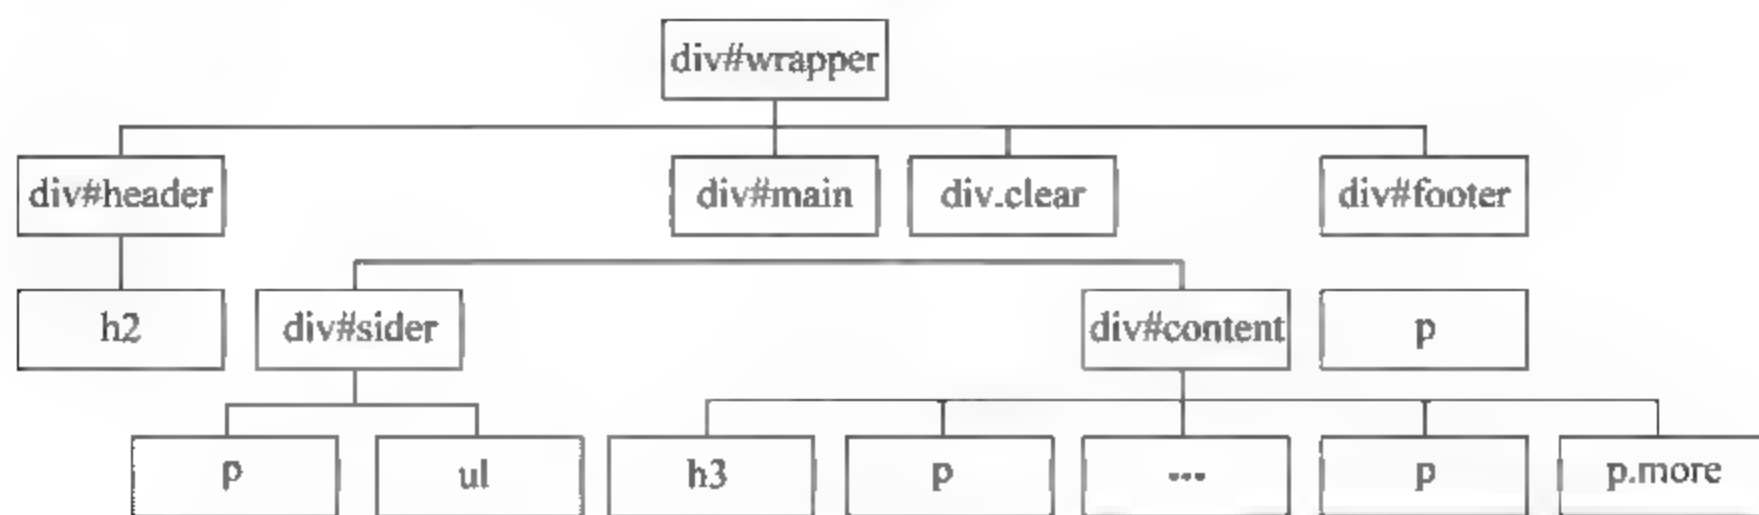 div#wrapper
div#header div#main div.clear div#footer
h2 div#sider div#content p
p ul h3 p ... p p.more